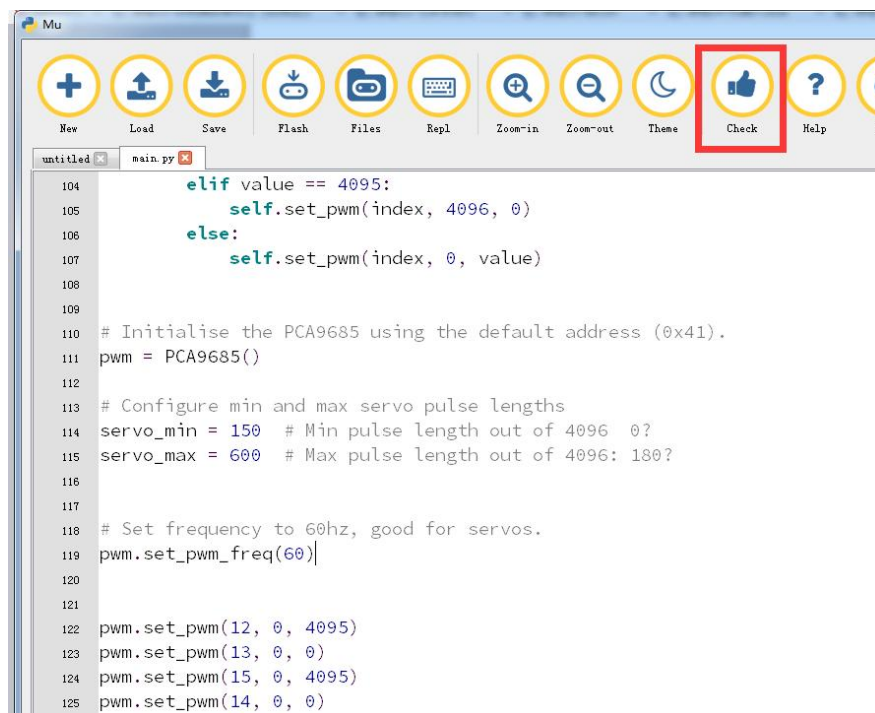 Mu
New Load Save Flash Files Repl Zoom-in Zoom-out Theme Check Help
untitled main.py
104 elif value == 4095:
105 self.set_pwm(index, 4096, 0)
106 else:
107 self.set_pwm(index, 0, value)
108
109
110 # Initialise the PCA9685 using the default address (0x41).
111 pwm = PCA9685()
112
113 # Configure min and max servo pulse lengths
114 servo_min = 150 # Min pulse length out of 4096 0?
115 servo_max = 600 # Max pulse length out of 4096: 180?
116
117
118 # Set frequency to 60hz, good for servos.
119 pwm.set_pwm_freq(60)
120
121
122 pwm.set_pwm(12, 0, 4095)
123 pwm.set_pwm(13, 0, 0)
124 pwm.set_pwm(15, 0, 4095)
125 pwm.set_pwm(14, 0, 0)